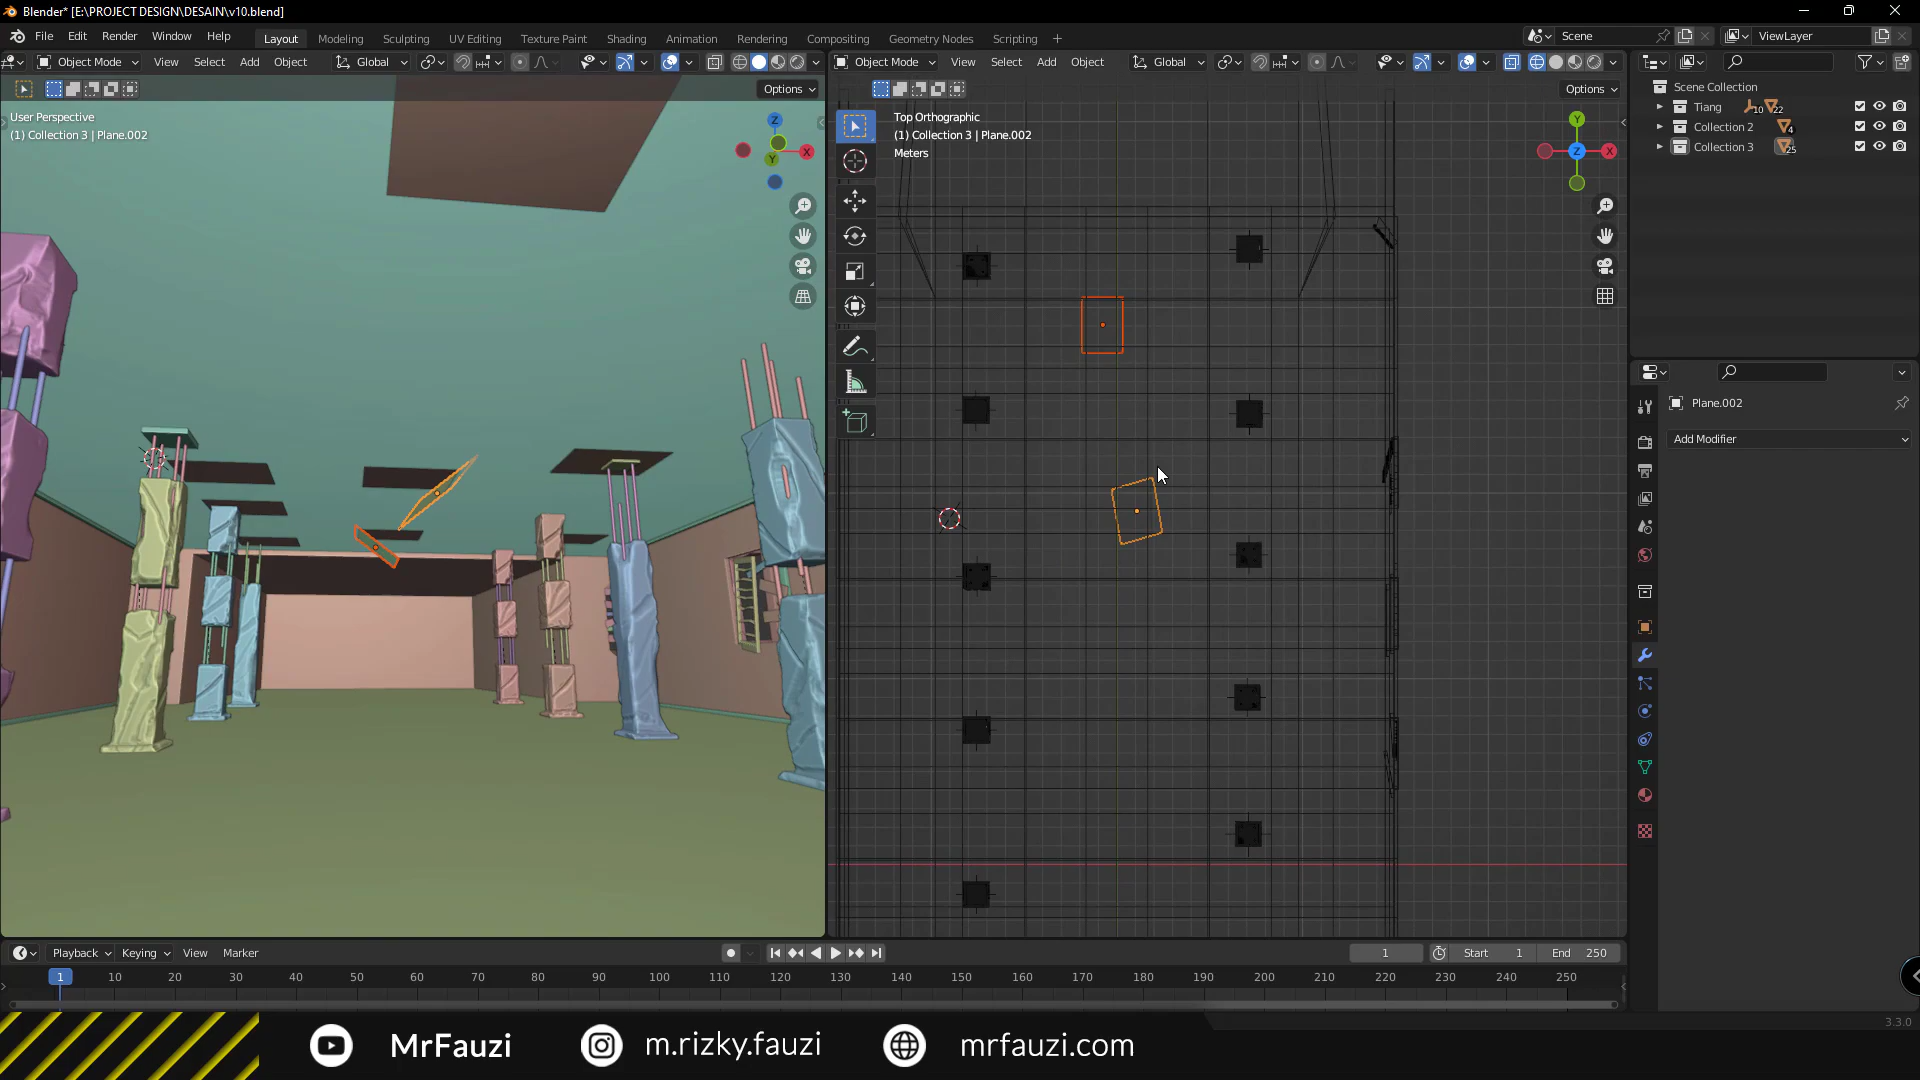 Blender* [E:\PROJECT DESIGN\DESAIN\v10.blend]
File Edit Render Window Help
Layout Modeling Sculpting UV Editing Texture Paint Shading Animation Rendering Compositing Geometry Nodes Scripting
Scene
ViewLayer
Object Mode View Select Add Object Global
Options
User Perspective
(1) Collection 3 | Plane.002
Z
X
Y
Object Mode View Select Add Object Global
Options
Top Orthographic
(1) Collection 3 | Plane.002
Meters
Y
Z
X
Scene Collection
Tiang 10 22
Collection 2 4
Collection 3 25
Plane.002
Add Modifier
Playback Keying View Marker
1
Start 1
End 250
1 10 20 30 40 50 60 70 80 90 100 110 120 130 140 150 160 170 180 190 200 210 220 230 240 250
3.3.0
MrFauzi
m.rizky.fauzi
mrfauzi.com